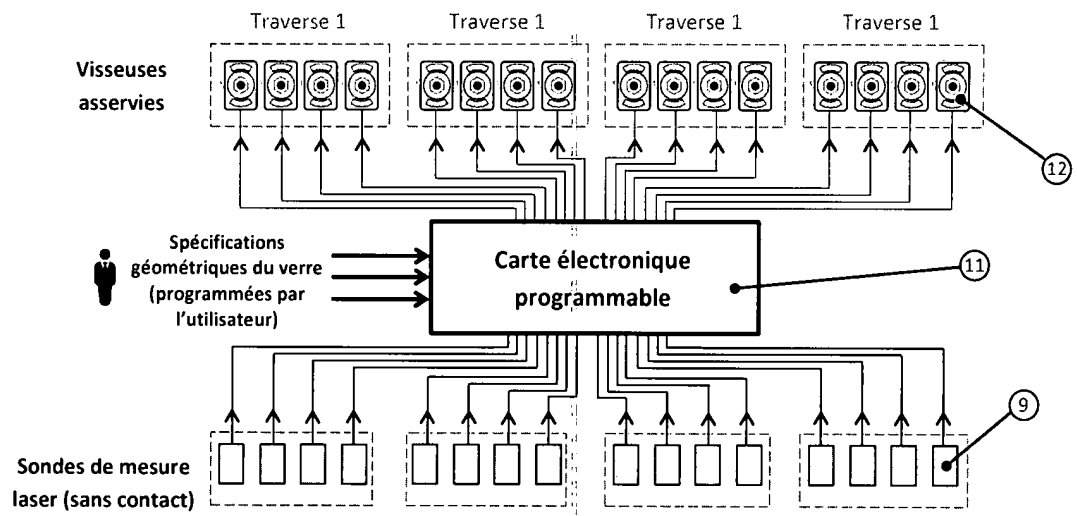 Traverse 1 Traverse 1 Traverse 1 Traverse 1
Visseuses
asservies
12
Spécifications
géométriques du verre
(programmées par
l'utilisateur)
Carte électronique
programmable
11
9
Sondes de mesure
laser (sans contact)